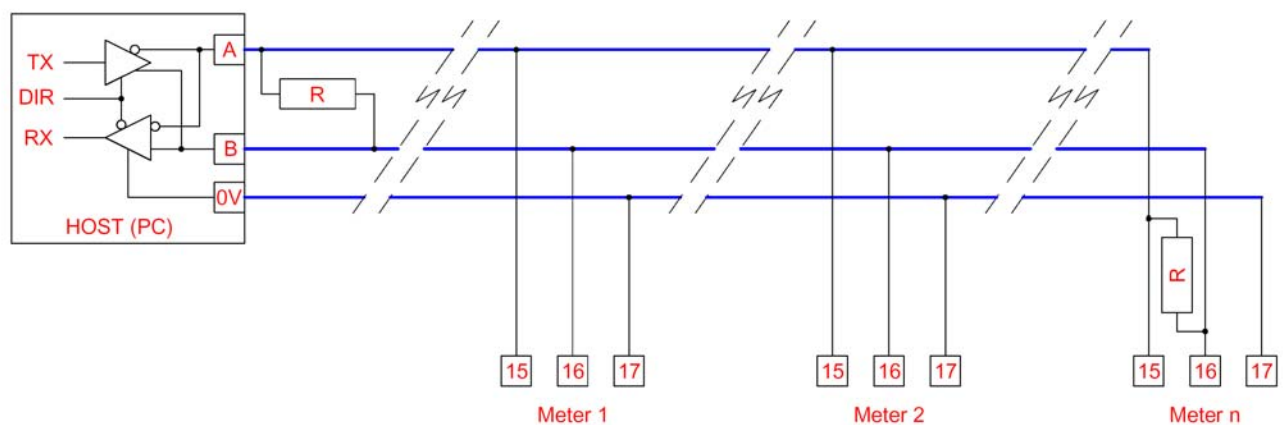 TX
DIR
RX
A
B
0V
HOST (PC)
R
R
15
16
17
15
16
17
15
16
17
Meter 1
Meter 2
Meter n